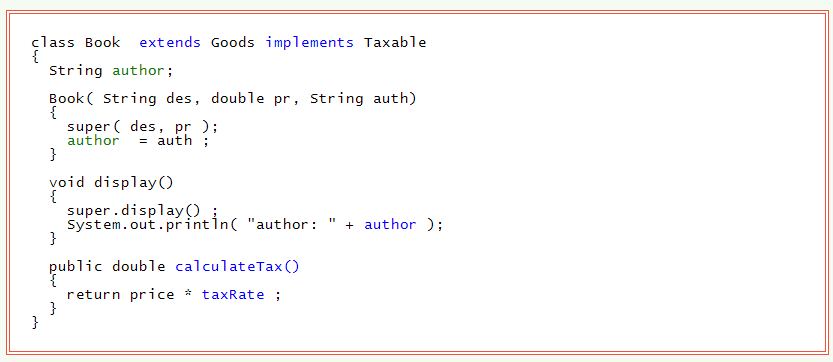 class Book  extends Goods implements Taxable
{
  String author;
  Book( String des, double pr, String auth)
  {
    super( des, pr );
    author  = auth ;
  }
  void display()
  {
    super.display() ;
    System.out.println( "author: " + author );
  }
  public double calculateTax()
  {
    return price * taxRate ;
  }
}